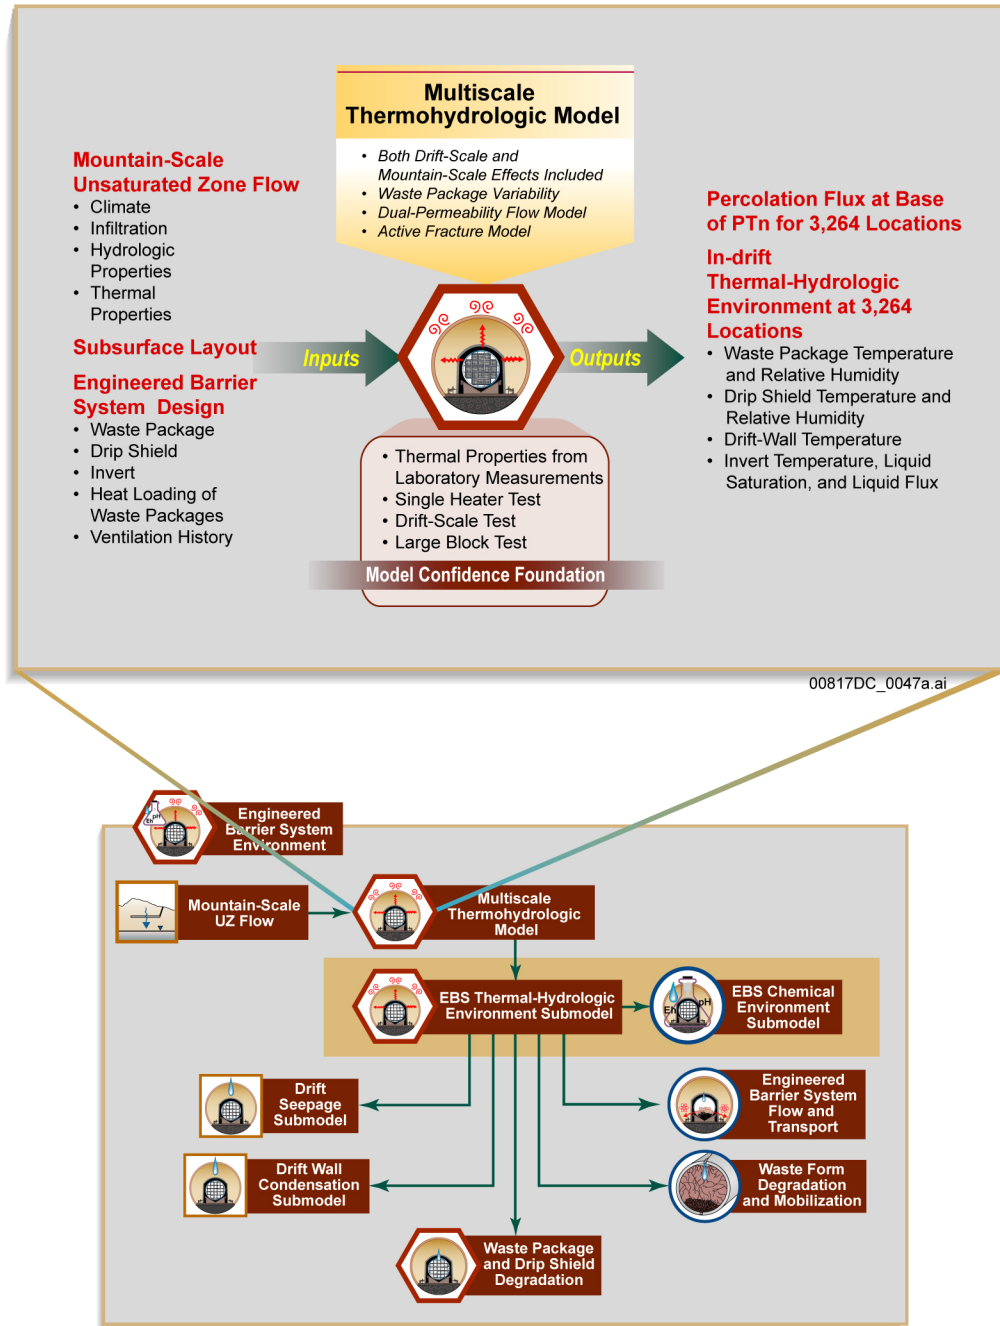 Multiscale
Thermohydrologic Model
• Both Drift-Scale and
Mountain-Scale Effects Included
• Waste Package Variability
• Dual-Permeability Flow Model
• Active Fracture Model
Mountain-Scale
Unsaturated Zone Flow
• Climate
• Infiltration
• Hydrologic
Properties
• Thermal
Properties
Subsurface Layout
Engineered Barrier
System Design
• Waste Package
• Drip Shield
• Invert
• Heat Loading of
Waste Packages
• Ventilation History
Inputs
Outputs
Percolation Flux at Base
of PTn for 3,264 Locations
In-drift
Thermal-Hydrologic
Environment at 3,264
Locations
• Waste Package Temperature
and Relative Humidity
• Drip Shield Temperature and
Relative Humidity
• Drift-Wall Temperature
• Invert Temperature, Liquid
Saturation, and Liquid Flux
• Thermal Properties from
Laboratory Measurements
• Single Heater Test
• Drift-Scale Test
• Large Block Test
Model Confidence Foundation
00817DC_0047a.ai
Eh pH
Engineered
Barrier System
Environment
Mountain-Scale
UZ Flow
Multiscale
Thermohydrologic
Model
EBS Thermal-Hydrologic
Environment Submodel
Eh pH
EBS Chemical
Environment
Submodel
Drift
Seepage
Submodel
Engineered
Barrier System
Flow and
Transport
Drift Wall
Condensation
Submodel
Waste Form
Degradation
and Mobilization
Waste Package
and Drip Shield
Degradation